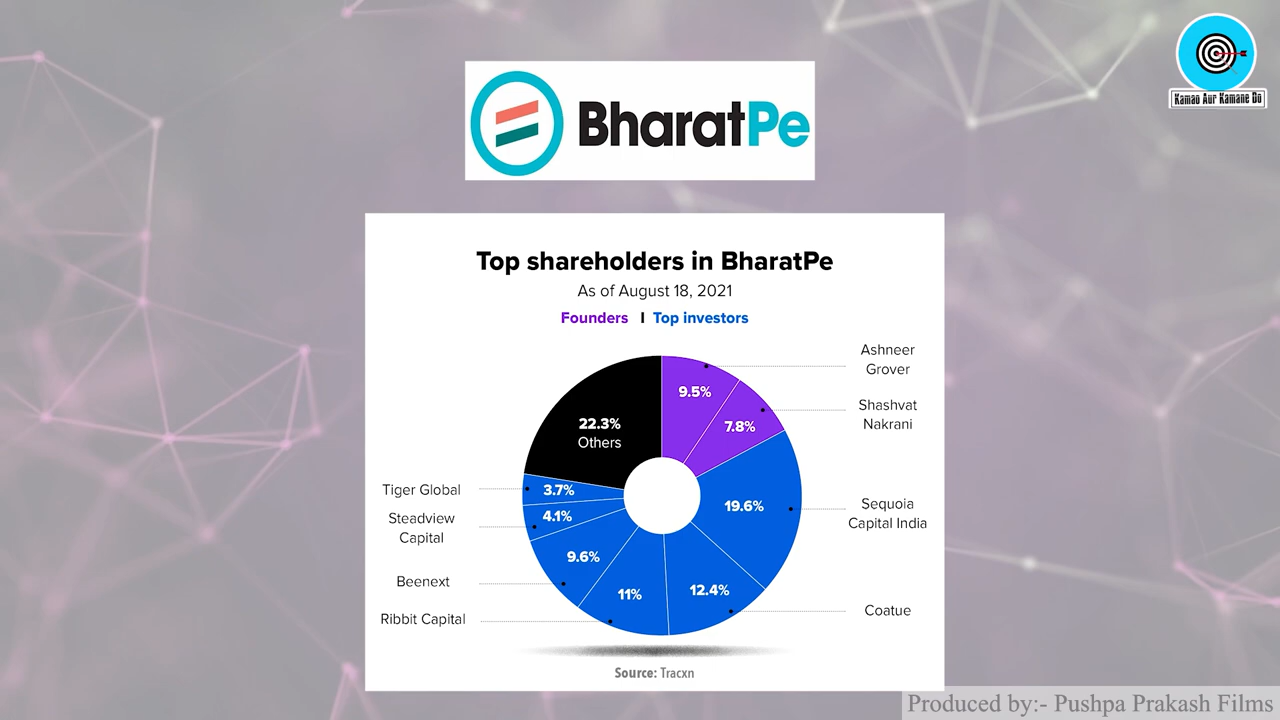 Kamao Aur Kamane Do
BharatPe
Top shareholders in BharatPe
As of August 18, 2021
Founders I Top investors
Ashneer
Grover
9.5%
Shashvat
Nakrani
7.8%
22.3%
Others
Tiger Global
3.7%
Steadview
Capital
4.1%
19.6%
Sequoia
Capital India
Beenext
9.6%
Ribbit Capital
11%
12.4%
Coatue
Source: Tracxn
Produced by:- Pushpa Prakash Films